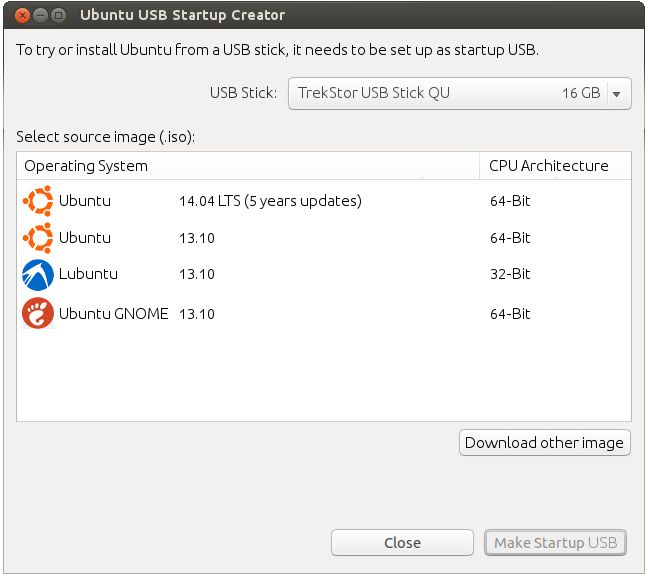 Ubuntu USB Startup Creator
To try or install Ubuntu from a USB stick, it needs to be set up as startup USB.
USB Stick: TrekStor USB Stick QU 16 GB
Select source image (.iso):
Operating System CPU Architecture
Ubuntu 14.04 LTS (5 years updates) 64-Bit
Ubuntu 13.10 64-Bit
Lubuntu 13.10 32-Bit
Ubuntu GNOME 13.10 64-Bit
Download other image
Close Make Startup USB